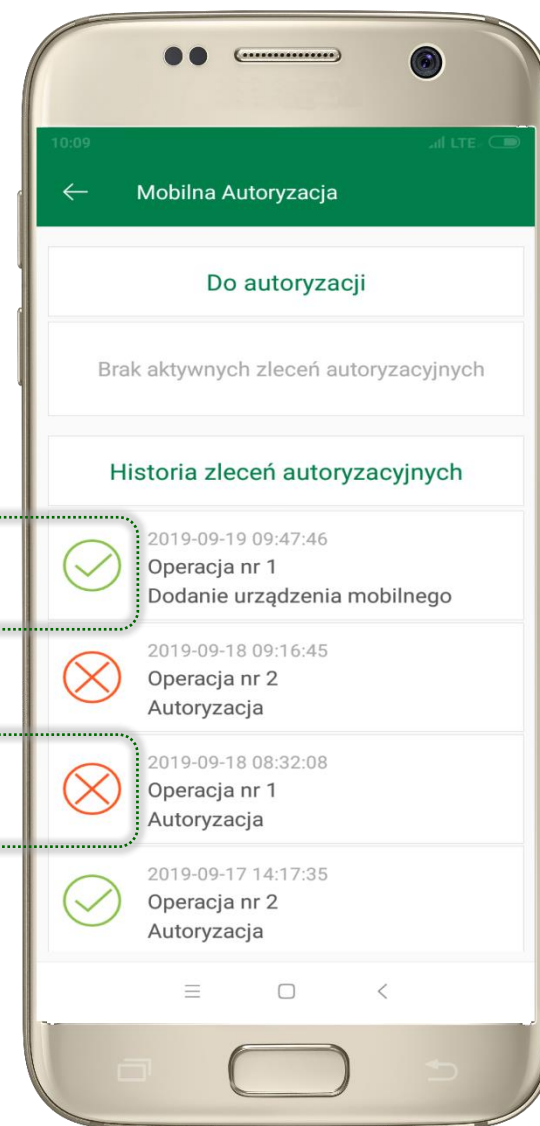 10:09 LTE
Mobilna Autoryzacja
Do autoryzacji
Brak aktywnych zleceń autoryzacyjnych
Historia zleceń autoryzacyjnych
2019-09-19 09:47:46
Operacja nr 1
Dodanie urządzenia mobilnego
2019-09-18 09:16:45
Operacja nr 2
Autoryzacja
2019-09-18 08:32:08
Operacja nr 1
Autoryzacja
2019-09-17 14:17:35
Operacja nr 2
Autoryzacja